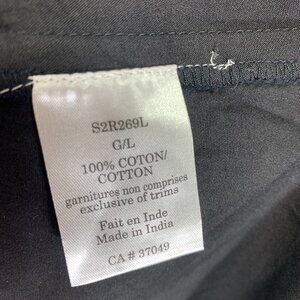 S2R269L
G/L
100% COTON/
COTTON
garnitures non comprises
exclusive of trims
Fait en Inde
Made in India
CA # 37049